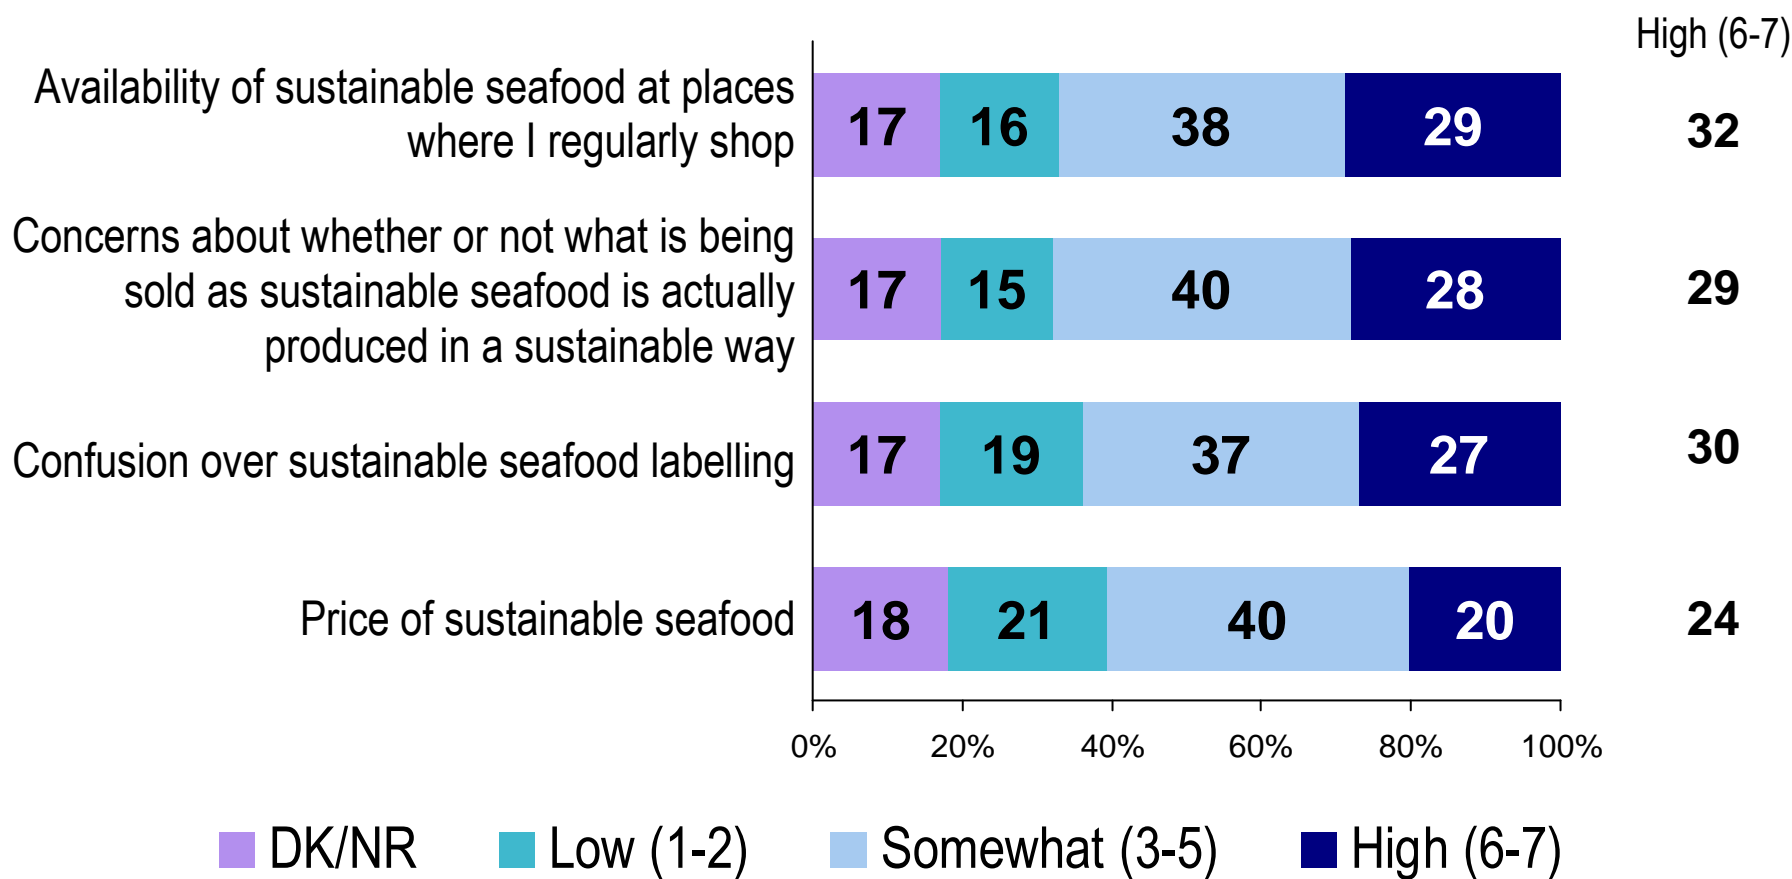 High (6-7)
Availability of sustainable seafood at places
where I regularly shop
17 16 38 29 32
Concerns about whether or not what is being
sold as sustainable seafood is actually
produced in a sustainable way
17 15 40 28 29
Confusion over sustainable seafood labelling
17 19 37 27 30
Price of sustainable seafood
18 21 40 20 24
0% 20% 40% 60% 80% 100%
DK/NR Low (1-2) Somewhat (3-5) High (6-7)